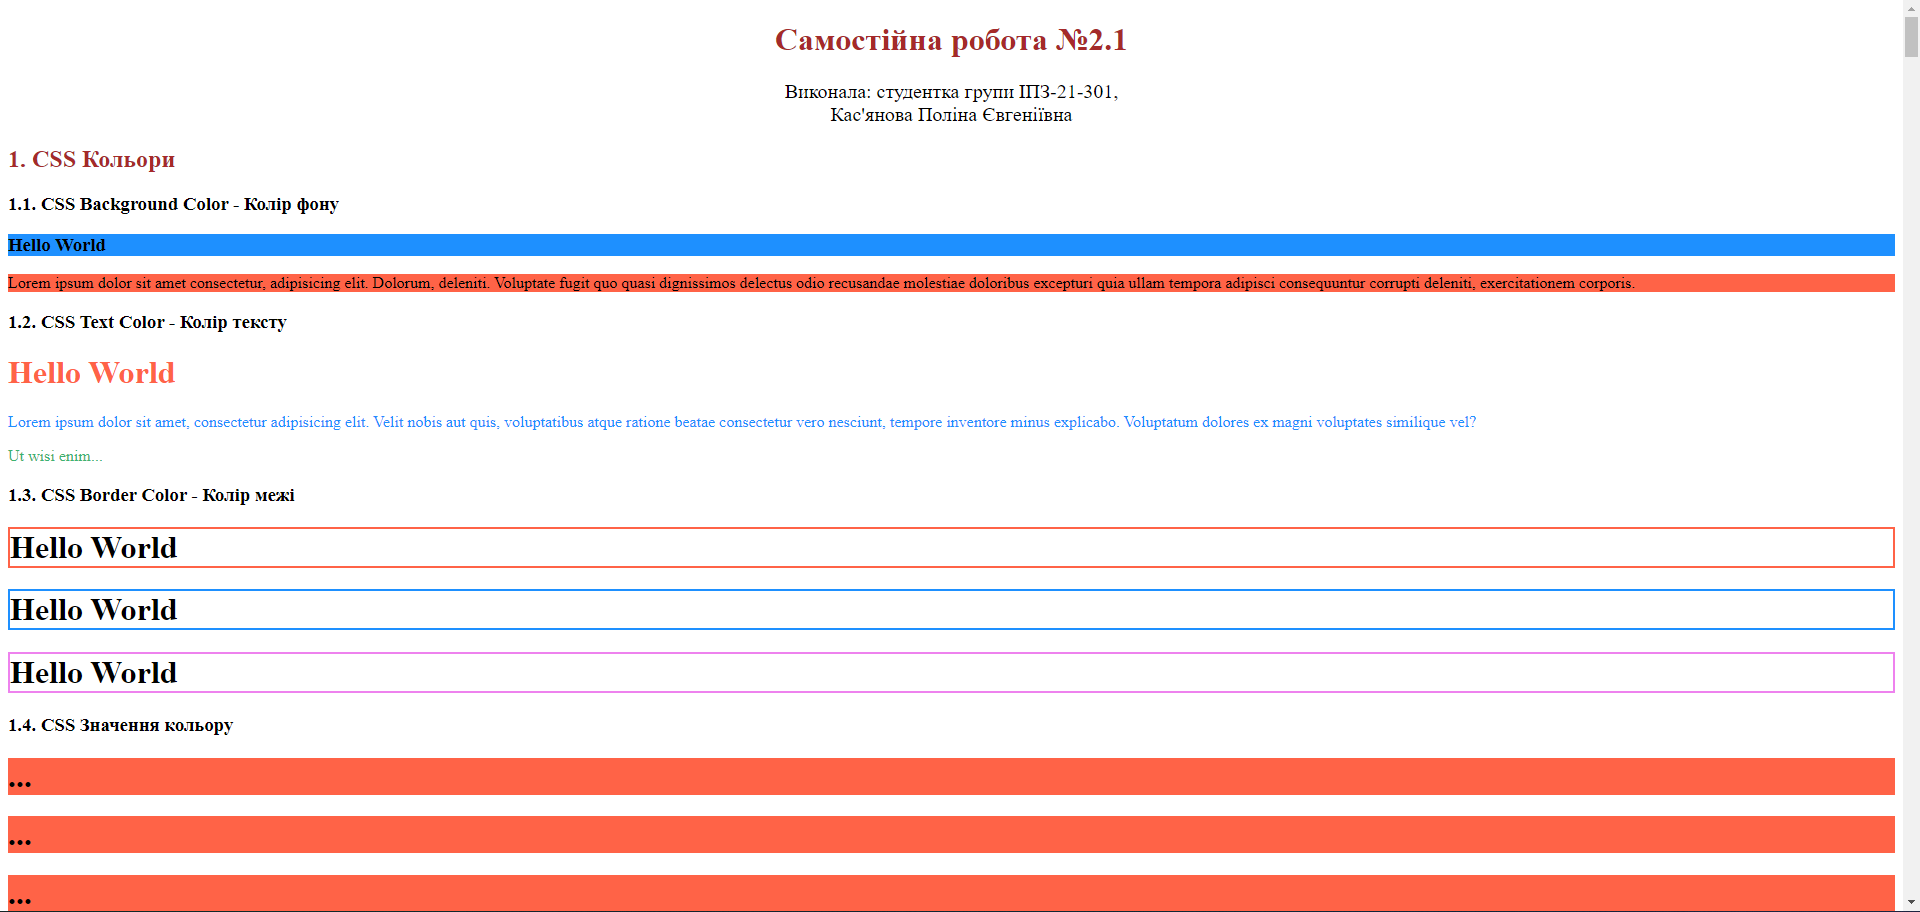 Самостійна робота №2.1
Виконала: студентка групи ІПЗ-21-301,
Кас'янова Поліна Євгеніївна
1. CSS Кольори
1.1. CSS Background Color - Колір фону
Hello World
Lorem ipsum dolor sit amet consectetur, adipisicing elit. Dolorum, deleniti. Voluptate fugit quo quasi dignissimos delectus odio recusandae molestiae doloribus excepturi quia ullam tempora adipisci consequuntur corrupti deleniti, exercitationem corporis.
1.2. CSS Text Color - Колір тексту
Hello World
Lorem ipsum dolor sit amet, consectetur adipisicing elit. Velit nobis aut quis, voluptatibus atque ratione beatae consectetur vero nesciunt, tempore inventore minus explicabo. Voluptatum dolores ex magni voluptates similique vel?
Ut wisi enim...
1.3. CSS Border Color - Колір межі
Hello World
Hello World
Hello World
1.4. CSS Значення кольору
...
...
...